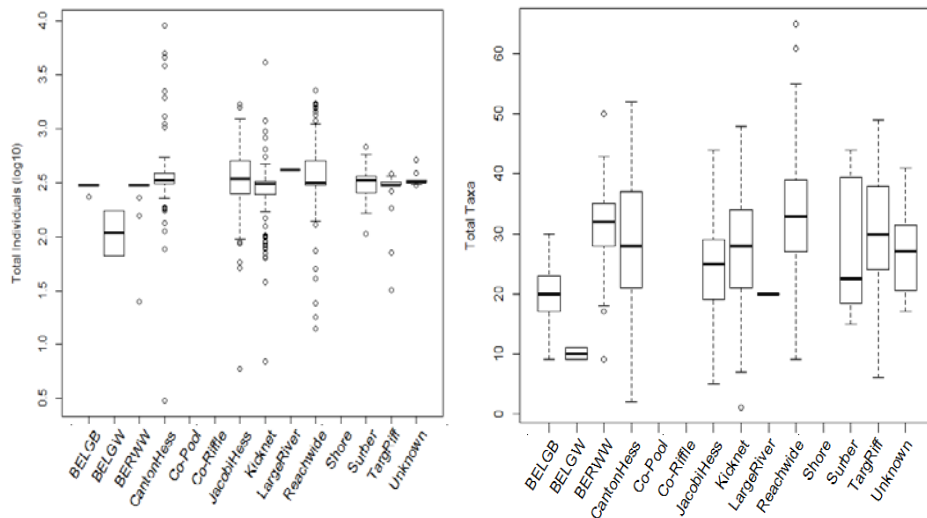 Total Individuals (log10)
4.0
3.5
3.0
2.5
2.0
1.5
1.0
0.5
BELGB
BELGW
BERWW
CantonHess
Co-Pool
Co-Riffle
JacobiHess
Kicknet
LargeRiver
Reachwide
Shore
Surber
TargRiff
Unknown
Total Taxa
60
50
40
30
20
10
0
BELGB
BELGW
BERWW
CantonHess
Co-Pool
Co-Riffle
JacobiHess
Kicknet
LargeRiver
Reachwide
Shore
Surber
TargRiff
Unknown